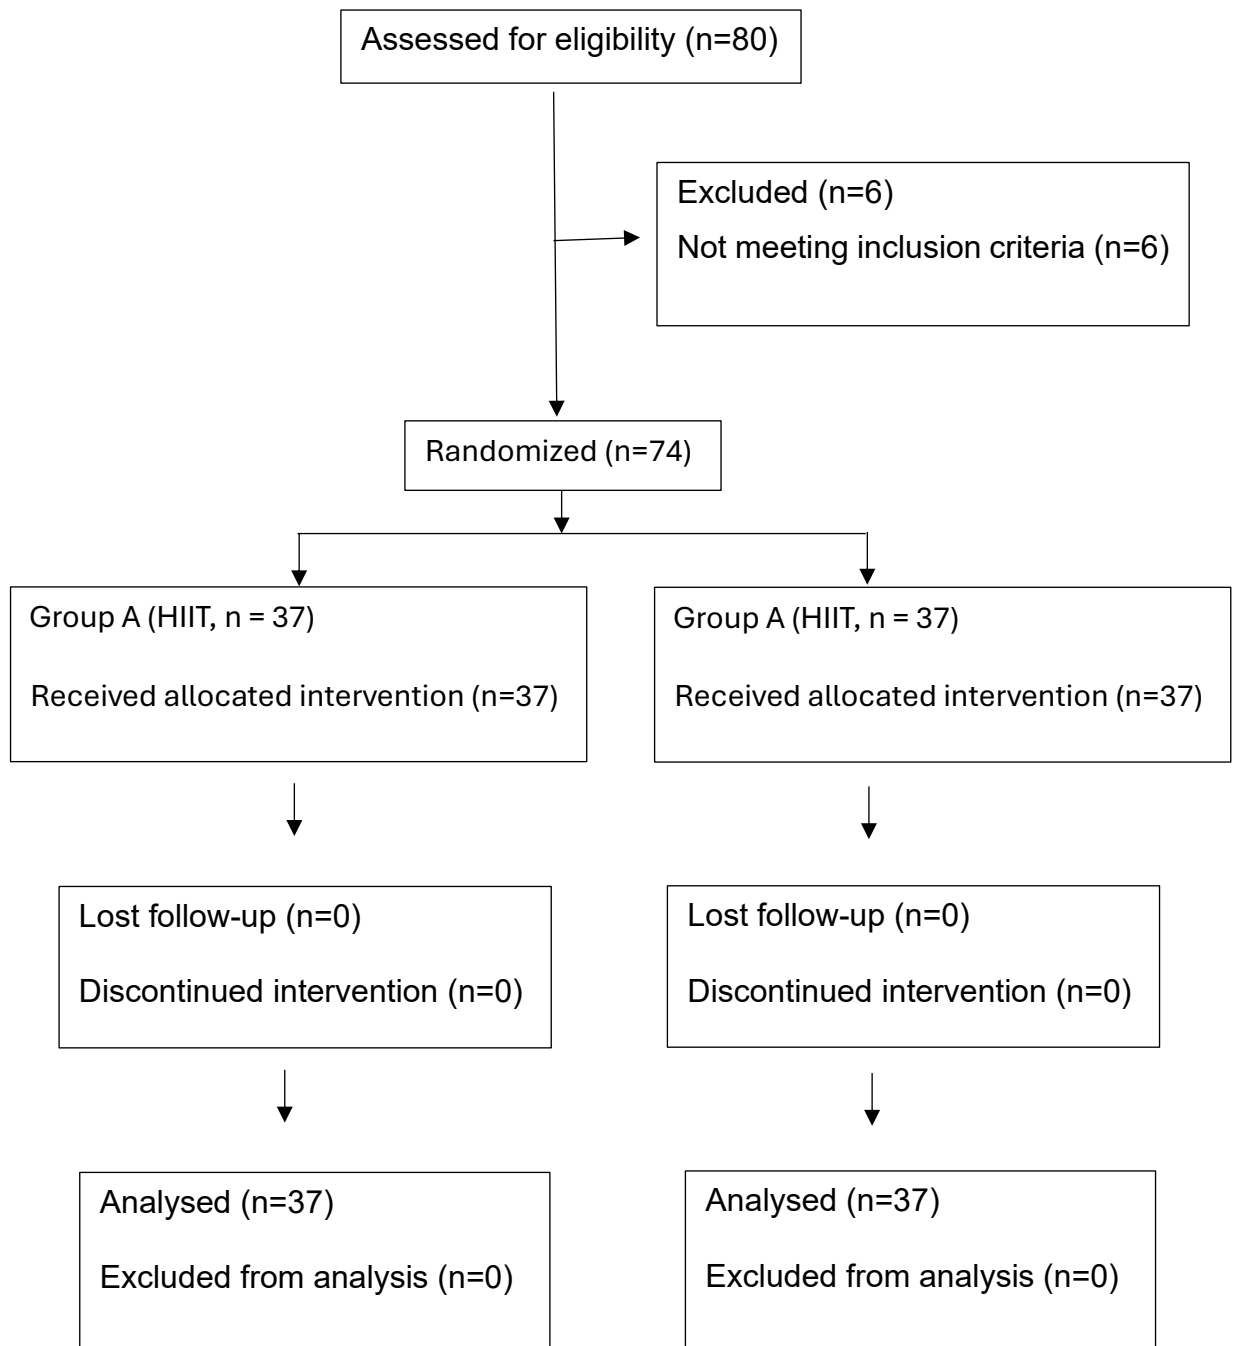 Assessed for eligibility (n=80)
Excluded (n=6)
Not meeting inclusion criteria (n=6)
Randomized (n=74)
Group A (HIIT, n = 37)
Received allocated intervention (n=37)
Group A (HIIT, n = 37)
Received allocated intervention (n=37)
Lost follow-up (n=0)
Discontinued intervention (n=0)
Lost follow-up (n=0)
Discontinued intervention (n=0)
Analysed (n=37)
Excluded from analysis (n=0)
Analysed (n=37)
Excluded from analysis (n=0)